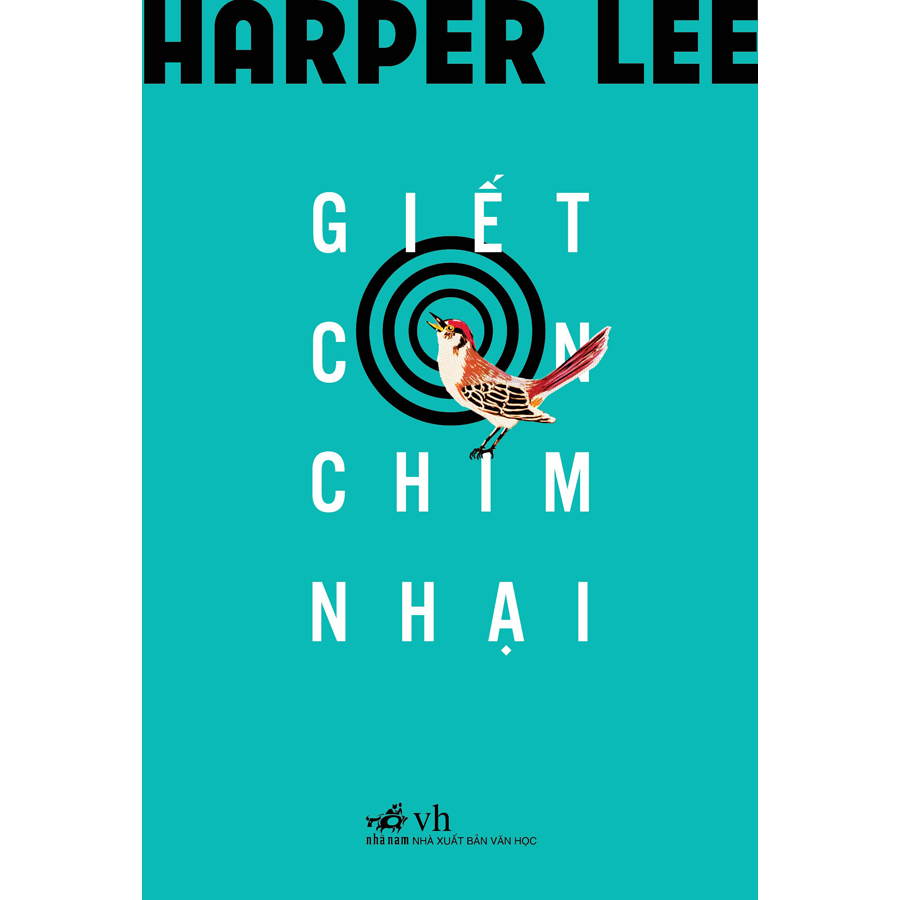 HARPER LEE
GIẾT
CON
CHIM
NHẠI
vh
nhã nam NHÀ XUẤT BẢN VĂN HỌC